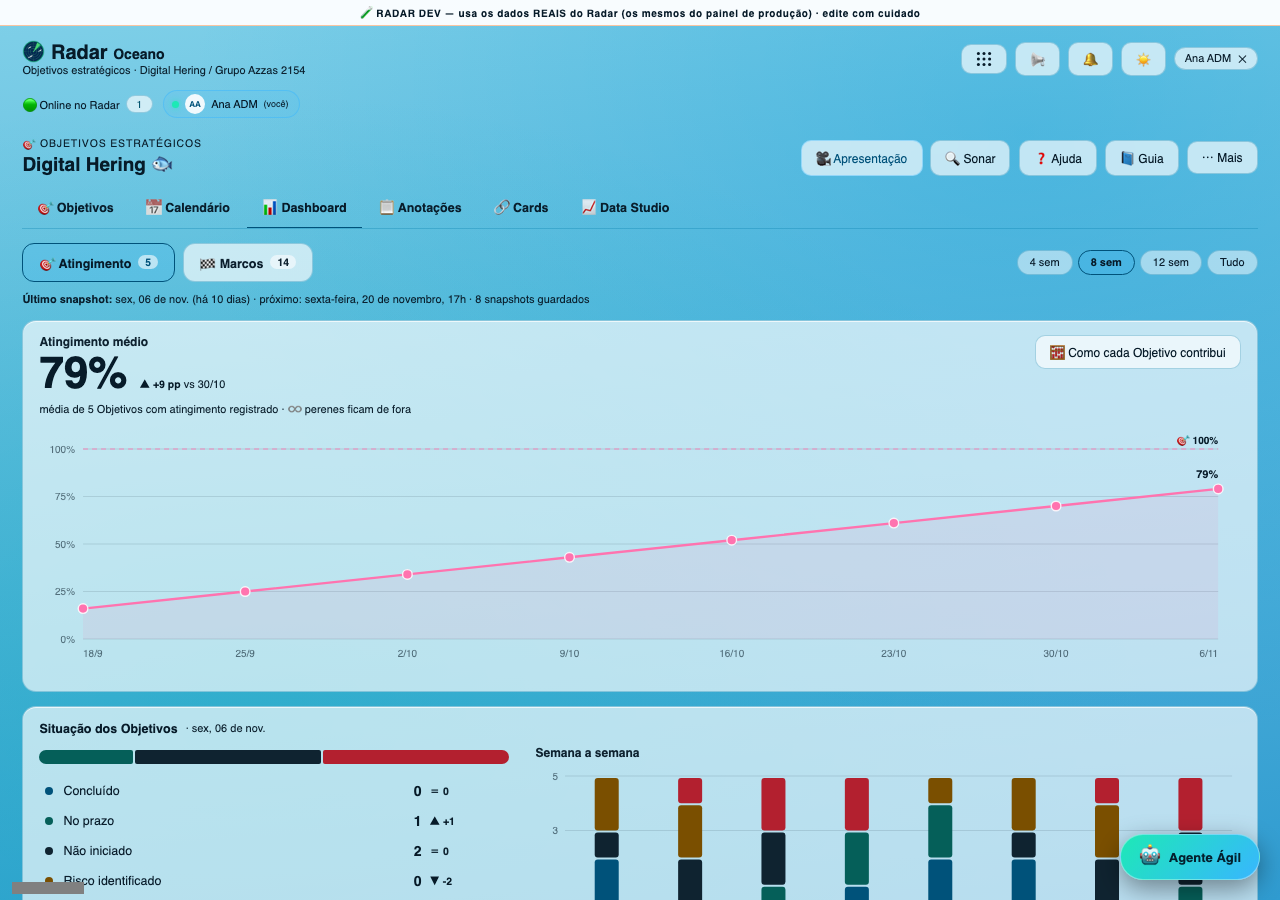 RADAR DEV — usa os dados REAIS do Radar (os mesmos do painel de produção) · edite com cuidado
Radar Oceano
Objetivos estratégicos · Digital Hering / Grupo Azzas 2154
Ana ADM ×
Online no Radar 1 AA Ana ADM (você)
OBJETIVOS ESTRATÉGICOS
Digital Hering
Apresentação Sonar Ajuda Guia ··· Mais
Objetivos Calendário Dashboard Anotações Cards Data Studio
Atingimento 5 Marcos 14
4 sem 8 sem 12 sem Tudo
Último snapshot: sex, 06 de nov. (há 10 dias) · próximo: sexta-feira, 20 de novembro, 17h · 8 snapshots guardados
Atingimento médio
79% ▲ +9 pp vs 30/10
Como cada Objetivo contribui
média de 5 Objetivos com atingimento registrado · ∞ perenes ficam de fora
100%
100%
79%
75%
50%
25%
0%
18/9 25/9 2/10 9/10 16/10 23/10 30/10 6/11
Situação dos Objetivos · sex, 06 de nov.
Concluído 0 = 0
No prazo 1 ▲ +1
Não iniciado 2 = 0
Risco identificado 0 ▼ -2
Semana a semana
5
3
Agente Ágil